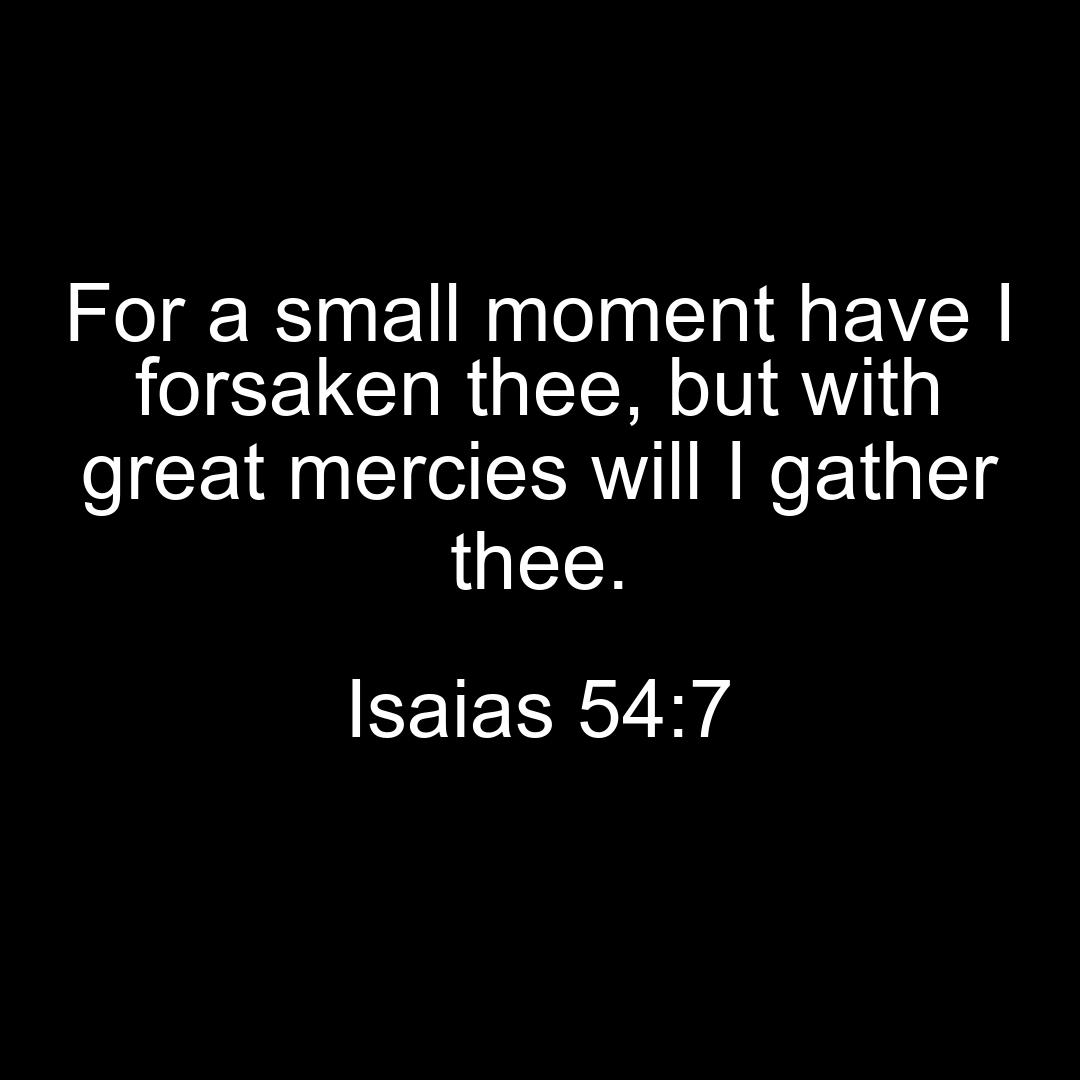 For a small moment have I
forsaken thee, but with
great mercies will I gather
thee.
Isaias 54:7